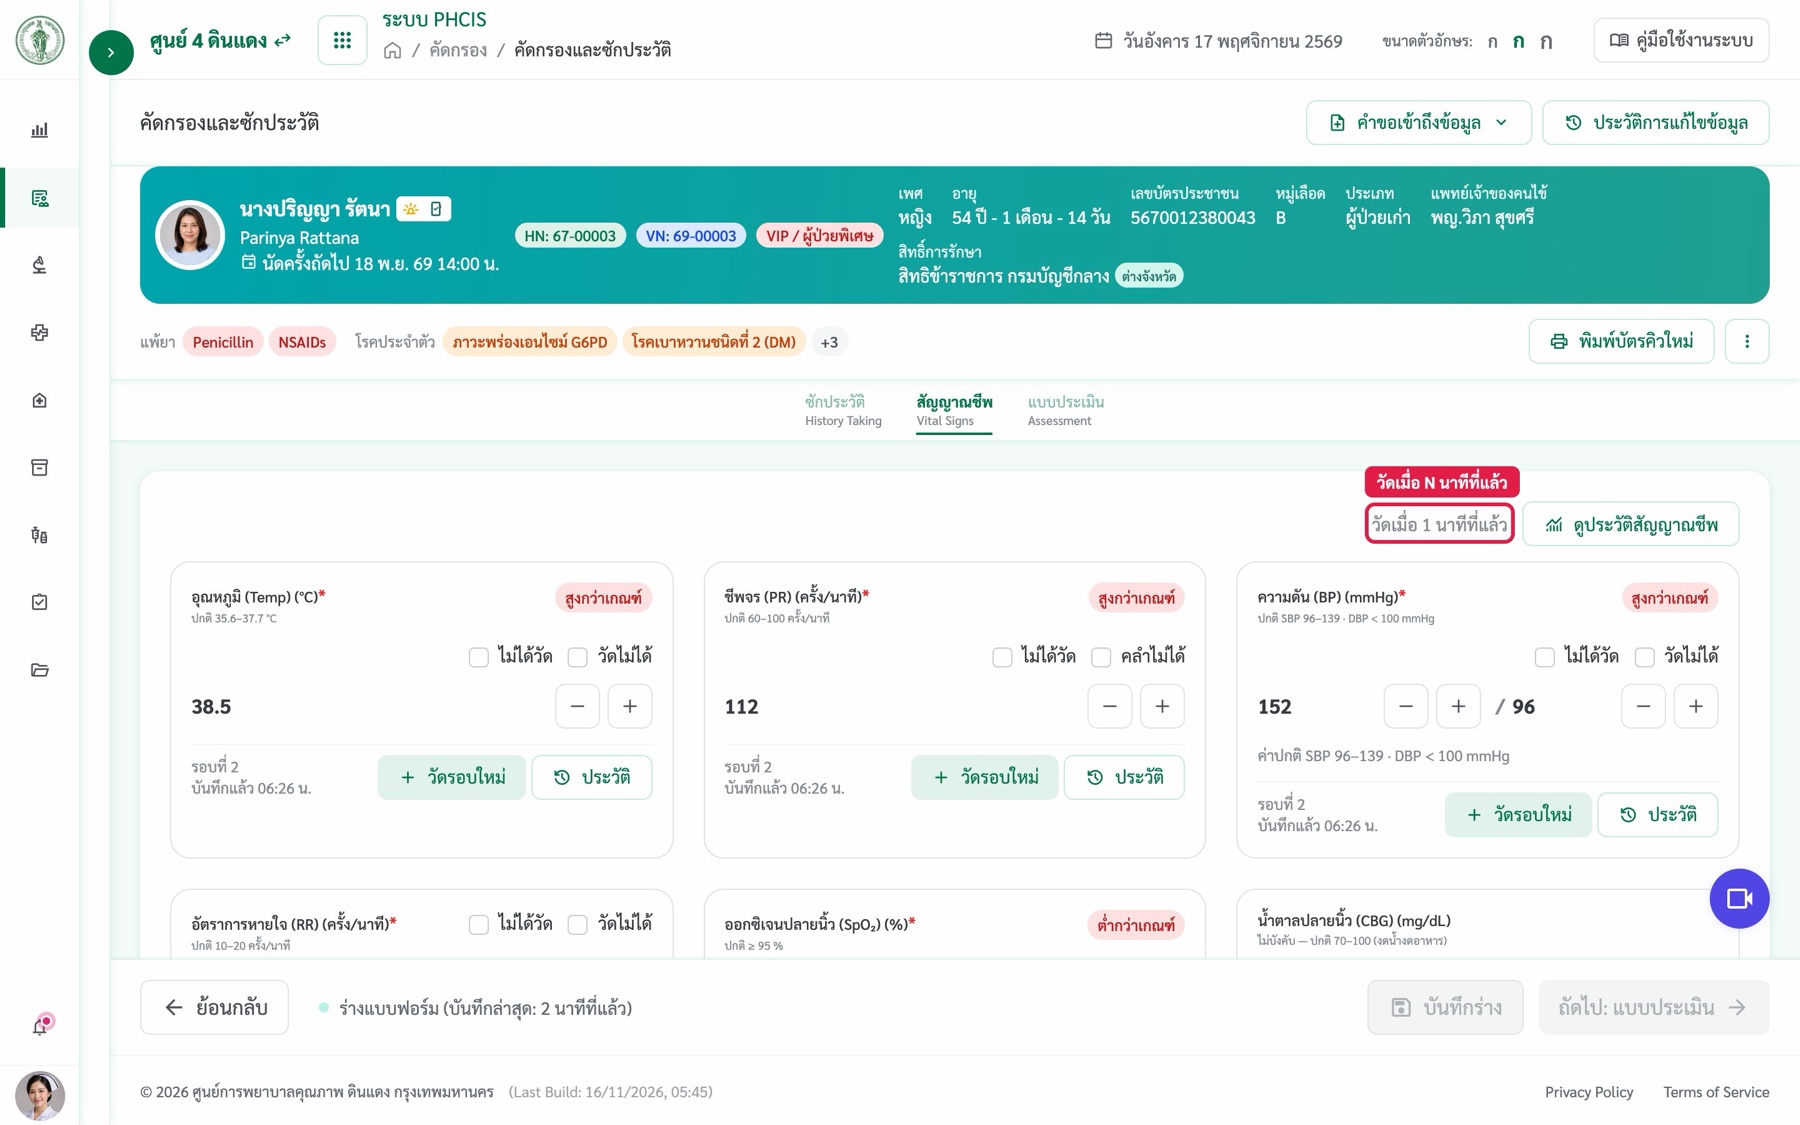 ศูนย์ 4 ดินแดง
ระบบ PHCIS
/ คัดกรอง / คัดกรองและซักประวัติ
วันอังคาร 17 พฤศจิกายน 2569
ขนาดตัวอักษร: ก ก ก
คู่มือใช้งานระบบ
คัดกรองและซักประวัติ
คำขอเข้าถึงข้อมูล
ประวัติการแก้ไขข้อมูล
นางปริญญา รัตนา
Parinya Rattana
นัดครั้งถัดไป 18 พ.ย. 69 14:00 น.
HN: 67-00003
VN: 69-00003
VIP / ผู้ป่วยพิเศษ
เพศ
หญิง
อายุ
54 ปี - 1 เดือน - 14 วัน
เลขบัตรประชาชน
5670012380043
หมู่เลือด
B
ประเภท
ผู้ป่วยเก่า
แพทย์เจ้าของคนไข้
พญ.วิภา สุขศรี
สิทธิ์การรักษา
สิทธิข้าราชการ กรมบัญชีกลาง ต่างจังหวัด
แพ้ยา Penicillin NSAIDs
โรคประจำตัว ภาวะพร่องเอนไซม์ G6PD โรคเบาหวานชนิดที่ 2 (DM) +3
พิมพ์บัตรคิวใหม่
ซักประวัติ
History Taking
สัญญาณชีพ
Vital Signs
แบบประเมิน
Assessment
วัดเมื่อ N นาทีที่แล้ว
วัดเมื่อ 1 นาทีที่แล้ว
ดูประวัติสัญญาณชีพ
อุณหภูมิ (Temp) (°C)*
สูงกว่าเกณฑ์
ปกติ 35.6–37.7 °C
ไม่ได้วัด วัดไม่ได้
38.5
รอบที่ 2
บันทึกแล้ว 06:26 น.
วัดรอบใหม่
ประวัติ
ชีพจร (PR) (ครั้ง/นาที)*
สูงกว่าเกณฑ์
ปกติ 60–100 ครั้ง/นาที
ไม่ได้วัด คลำไม่ได้
112
รอบที่ 2
บันทึกแล้ว 06:26 น.
วัดรอบใหม่
ประวัติ
ความดัน (BP) (mmHg)*
สูงกว่าเกณฑ์
ปกติ SBP 96–139 · DBP < 100 mmHg
ไม่ได้วัด วัดไม่ได้
152 / 96
ค่าปกติ SBP 96–139 · DBP < 100 mmHg
รอบที่ 2
บันทึกแล้ว 06:26 น.
วัดรอบใหม่
ประวัติ
อัตราการหายใจ (RR) (ครั้ง/นาที)*
ไม่ได้วัด วัดไม่ได้
ปกติ 10–20 ครั้ง/นาที
ออกซิเจนปลายนิ้ว (SpO₂) (%)*
ต่ำกว่าเกณฑ์
ปกติ ≥ 95 %
น้ำตาลปลายนิ้ว (CBG) (mg/dL)
ไม่บังคับ — ปกติ 70–100 (งดน้ำงดอาหาร)
ย้อนกลับ
ร่างแบบฟอร์ม (บันทึกล่าสุด: 2 นาทีที่แล้ว)
บันทึกร่าง
ถัดไป: แบบประเมิน
© 2026 ศูนย์การพยาบาลคุณภาพ ดินแดง กรุงเทพมหานคร (Last Build: 16/11/2026, 05:45)
Privacy Policy
Terms of Service